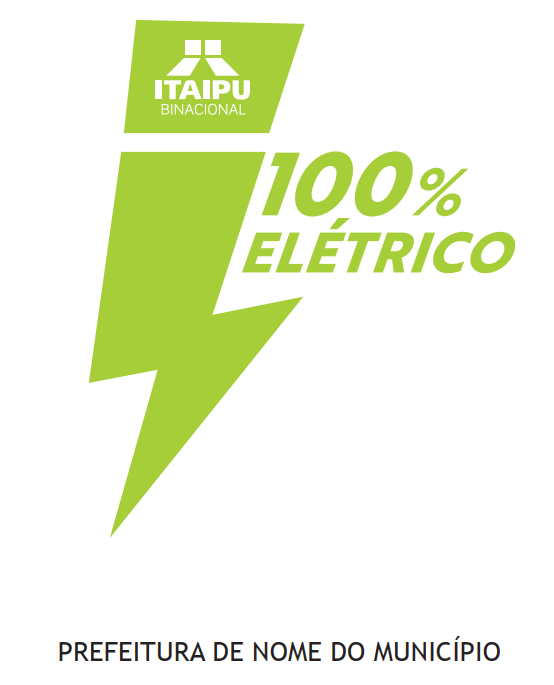 ITAIPU
BINACIONAL
100%
ELÉTRICO
PREFEITURA DE NOME DO MUNICÍPIO